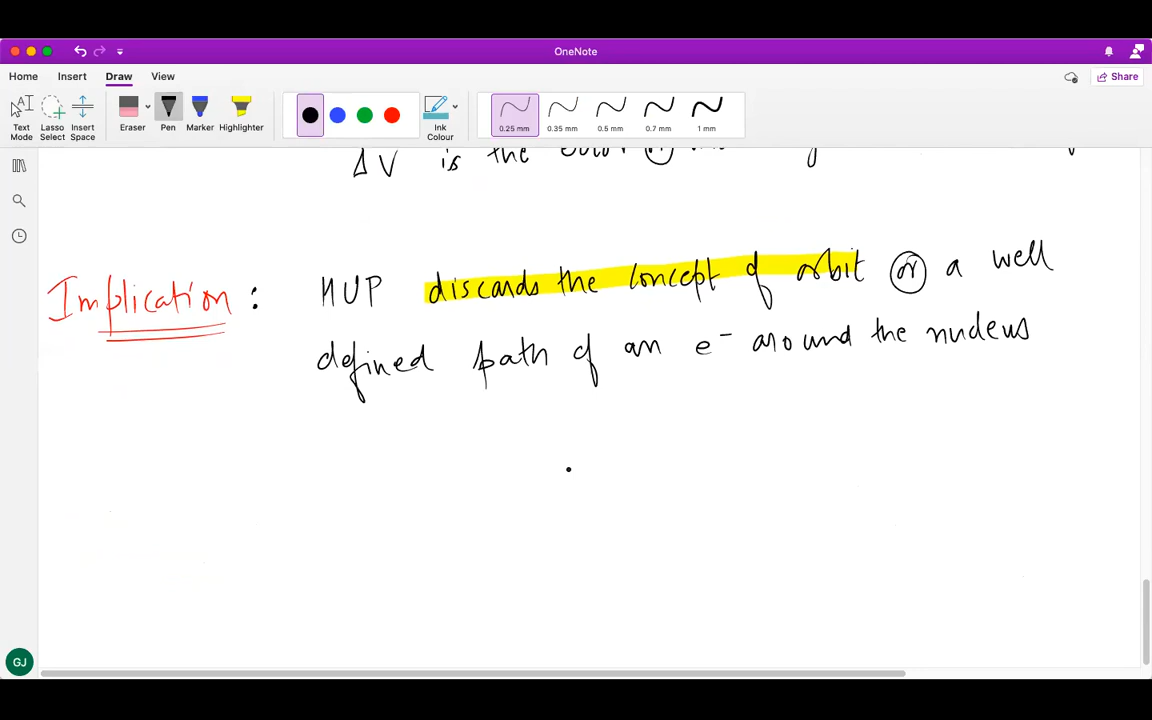 OneNote
Home Insert Draw View
Share
Text Mode
Lasso Select
Insert Space
Eraser
Pen
Marker
Highlighter
Ink Colour
0.25 mm 0.35 mm 0.5 mm 0.7 mm 1 mm
ΔV is the error or
Implication : HUP discards the concept of orbit or a well
defined path of an e⁻ around the nucleus
GJ